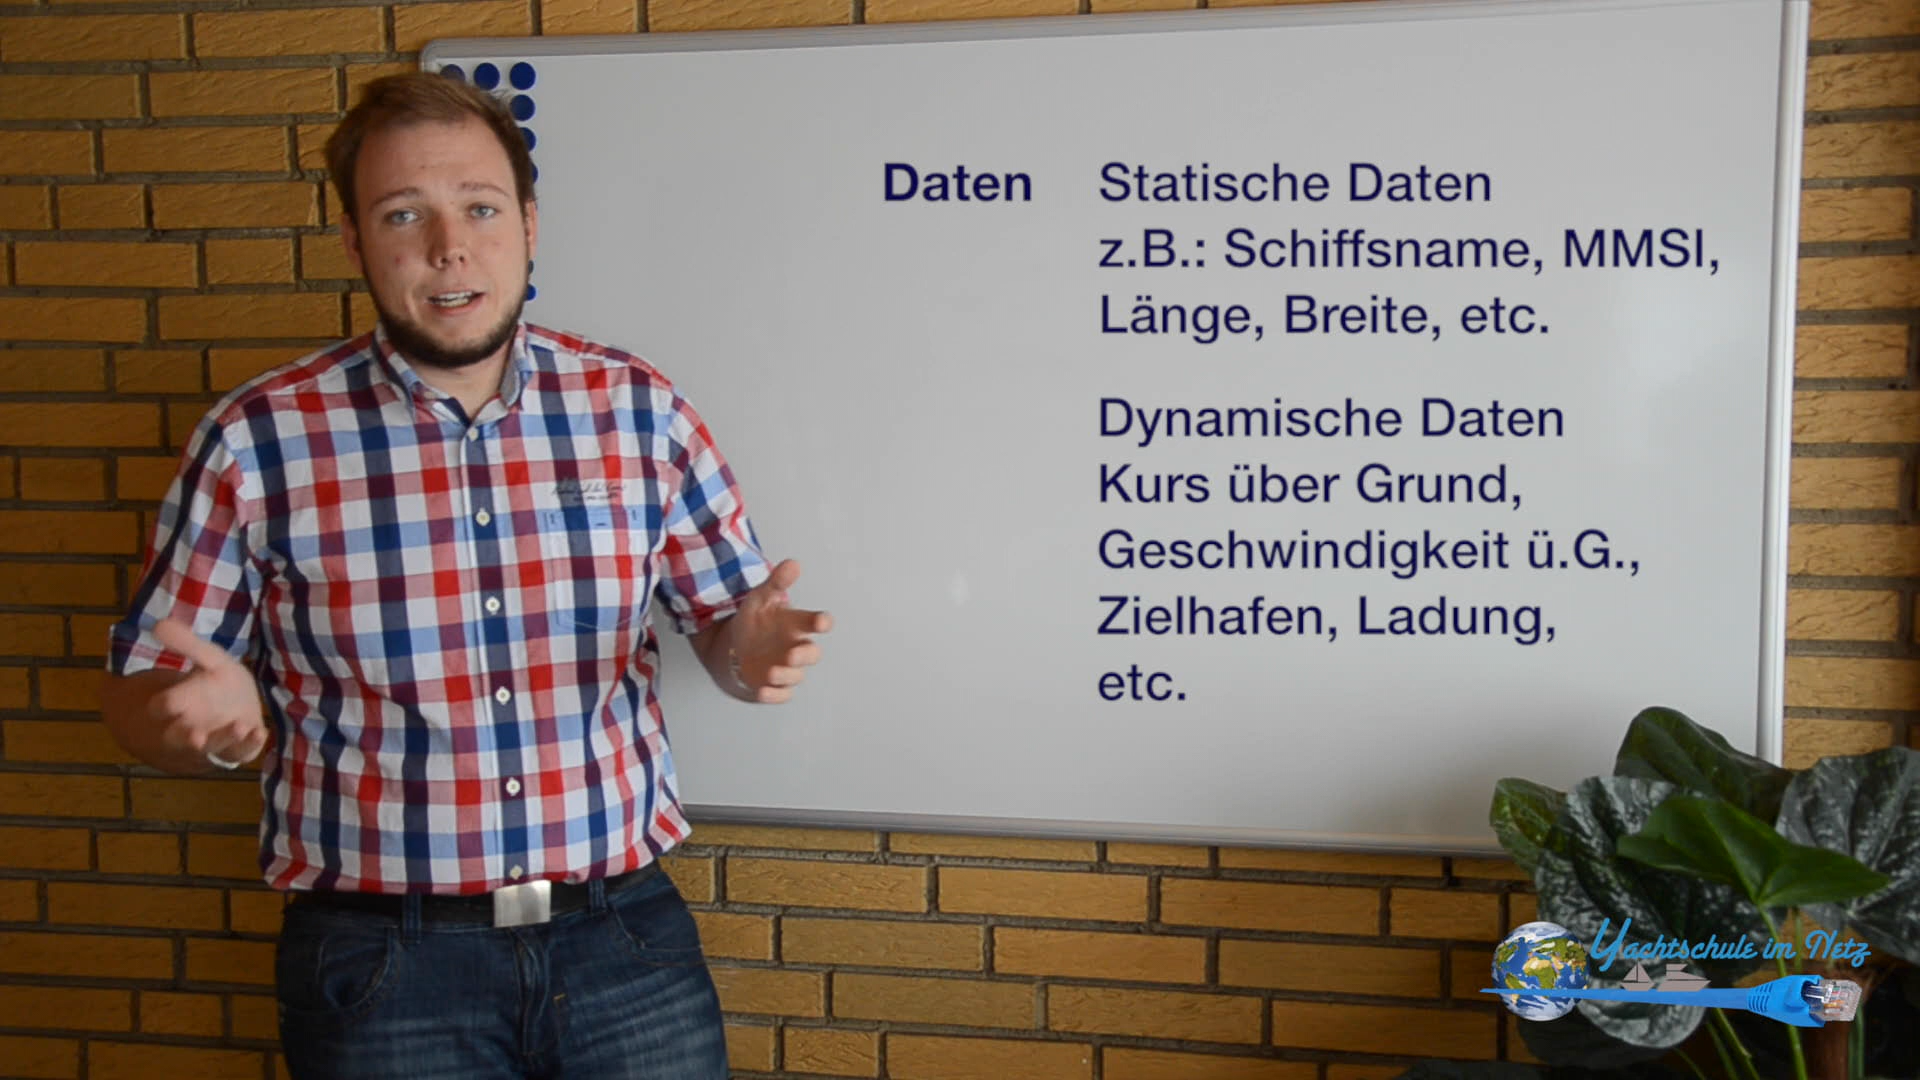 Daten
Statische Daten
z.B.: Schiffsname, MMSI,
Länge, Breite, etc.
Dynamische Daten
Kurs über Grund,
Geschwindigkeit ü.G.,
Zielhafen, Ladung,
etc.
Yachtschule im Netz